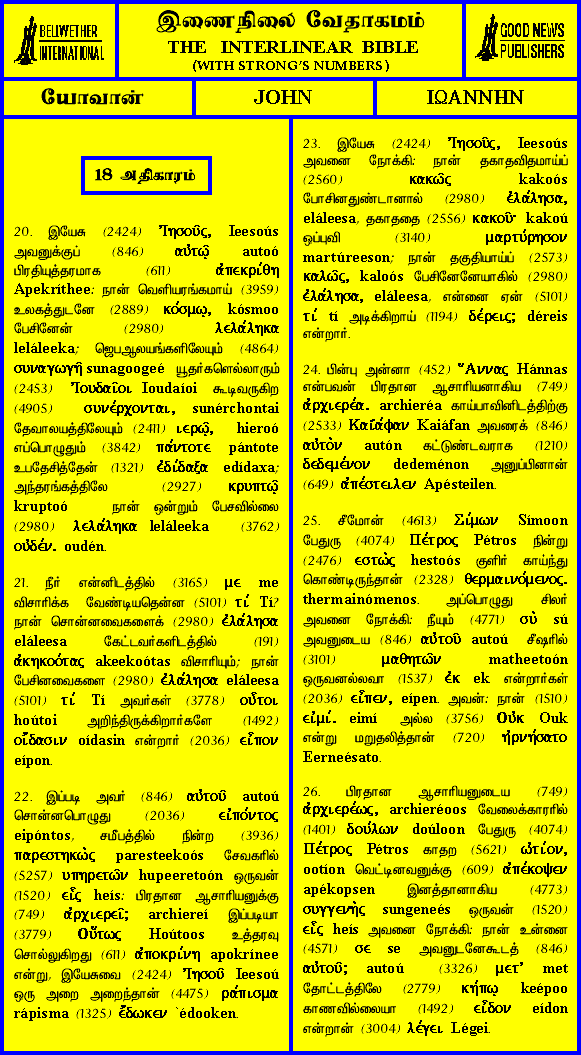 BELLWETHER
INTERNATIONAL
இணைநிலை வேதாகமம்
THE INTERLINEAR BIBLE
(WITH STRONG'S NUMBERS)
GOOD NEWS
PUBLISHERS
யோவான்
JOHN
ΙΩΑΝΝΗΝ
18 அதிகாரம்
20. இயேசு (2424) Ἰησοῦς, Ieesoús
அவனுக்குப் (846) αὐτῷ autoó
பிரதியுத்தரமாக (611) ἀπεκρίθη
Apekríthee: நான் வெளியரங்கமாய் (3959)
உலகத்துடனே (2889) κόσμῳ, kósmoo
பேசினேன் (2980) λελάληκα
leláleeka; ஜெபஆலயங்களிலேயும் (4864)
συναγωγῆ sunagoogeé யூதர்களெல்லாரும்
(2453) Ἰουδαῖοι Ioudaíoi கூடிவருகிற
(4905) συνέρχονται, sunérchontai
தேவாலயத்திலேயும் (2411) ιερῷ, hieroó
எப்பொழுதும் (3842) πάντοτε pántote
உபதேசித்தேன் (1321) ἐδίδαξα edídaxa;
அந்தரங்கத்திலே (2927) κρυπτῷ
kruptoó நான் ஒன்றும் பேசவில்லை
(2980) λελάληκα leláleeka (3762)
οὐδέν. oudén.
21. நீர் என்னிடத்தில் (3165) με me
விசாரிக்க வேண்டியதென்ன (5101) τί Tí?
நான் சொன்னவைகளைக் (2980) ἐλάλησα
eláleesa கேட்டவர்களிடத்தில் (191)
ἀκηκοότας akeekoótas விசாரியும்; நான்
பேசினவைகளை (2980) ἐλάλησα eláleesa
(5101) τί Tí அவர்கள் (3778) οὗτοι
hoútoi அறிந்திருக்கிறார்களே (1492)
οἴδασιν oídasin என்றார் (2036) εἶπον
eípon.
22. இப்படி அவர் (846) αὐτοῦ autoú
சொன்னபொழுது (2036) εἰπόντος
eipóntos, சமீபத்தில் நின்ற (3936)
παρεστηκὼς paresteekoós சேவகரில்
(5257) υπηρετῶν hupeeretoón ஒருவன்
(1520) εἷς heís: பிரதான ஆசாரியனுக்கு
(749) ἀρχιερεῖ; archiereí இப்படியா
(3779) Οὕτως Hoútoos உத்தரவு
சொல்லுகிறது (611) ἀποκρίνη apokrínee
என்று, இயேசுவை (2424) Ἰησοῦ Ieesoú
ஒரு அறை அறைந்தான் (4475) ράπισμα
rápisma (1325) ἔδωκεν `édooken.
23. இயேசு (2424) Ἰησοῦς, Ieesoús
அவனை நோக்கி: நான் தகாதவிதமாய்ப்
(2560) κακῶς kakoós
பேசினதுண்டானால் (2980) ἐλάλησα,
eláleesa, தகாததை (2556) κακοῦ· kakoú
ஒப்புவி (3140) μαρτύρησον
martúreeson; நான் தகுதியாய்ப் (2573)
καλῶς, kaloós பேசினேனேயாகில் (2980)
ἐλάλησα, eláleesa, என்னை ஏன் (5101)
τί tí அடிக்கிறாய் (1194) δέρεις; déreis
என்றார்.
24. பின்பு அன்னா (452) Ἅννας Hánnas
என்பவன் பிரதான ஆசாரியனாகிய (749)
ἀρχιερέα. archieréa காய்பாவினிடத்திற்கு
(2533) Καϊάφαν Kaiáfan அவரைக் (846)
αὐτὸν autón கட்டுண்டவராக (1210)
δεδεμένον dedeménon அனுப்பினான்
(649) ἀπέστειλεν Apésteilen.
25. சீமோன் (4613) Σίμων Símoon
பேதுரு (4074) Πέτρος Pétros நின்று
(2476) εστὼς hestoós குளிர் காய்ந்து
கொண்டிருந்தான் (2328) θερμαινόμενος.
thermainómenos. அப்பொழுது சிலர்
அவனை நோக்கி: நீயும் (4771) σὺ sú
அவனுடைய (846) αὐτοῦ autoú சீஷரில்
(3101) μαθητῶν matheetoón
ஒருவனல்லவா (1537) ἐκ ek என்றார்கள்
(2036) εἶπεν, eípen. அவன்: நான் (1510)
εἰμί. eimí அல்ல (3756) Οὐκ Ouk
என்று மறுதலித்தான் (720) ἠρνήσατο
Eerneésato.
26. பிரதான ஆசாரியனுடைய (749)
ἀρχιερέως, archieréoos வேலைக்காரரில்
(1401) δούλων doúloon பேதுரு (4074)
Πέτρος Pétros காதற (5621) ὠτίον,
ootíon வெட்டினவனுக்கு (609) ἀπέκοψεν
apékopsen இனத்தானாகிய (4773)
συγγενὴς sungeneés ஒருவன் (1520)
εἷς heís அவனை நோக்கி: நான் உன்னை
(4571) σε se அவனுடனேகூடத் (846)
αὐτοῦ; autoú (3326) μετ’ met
தோட்டத்திலே (2779) κήπῳ keépoo
காணவில்லையா (1492) εἶδον eídon
என்றான் (3004) λέγει Légei.